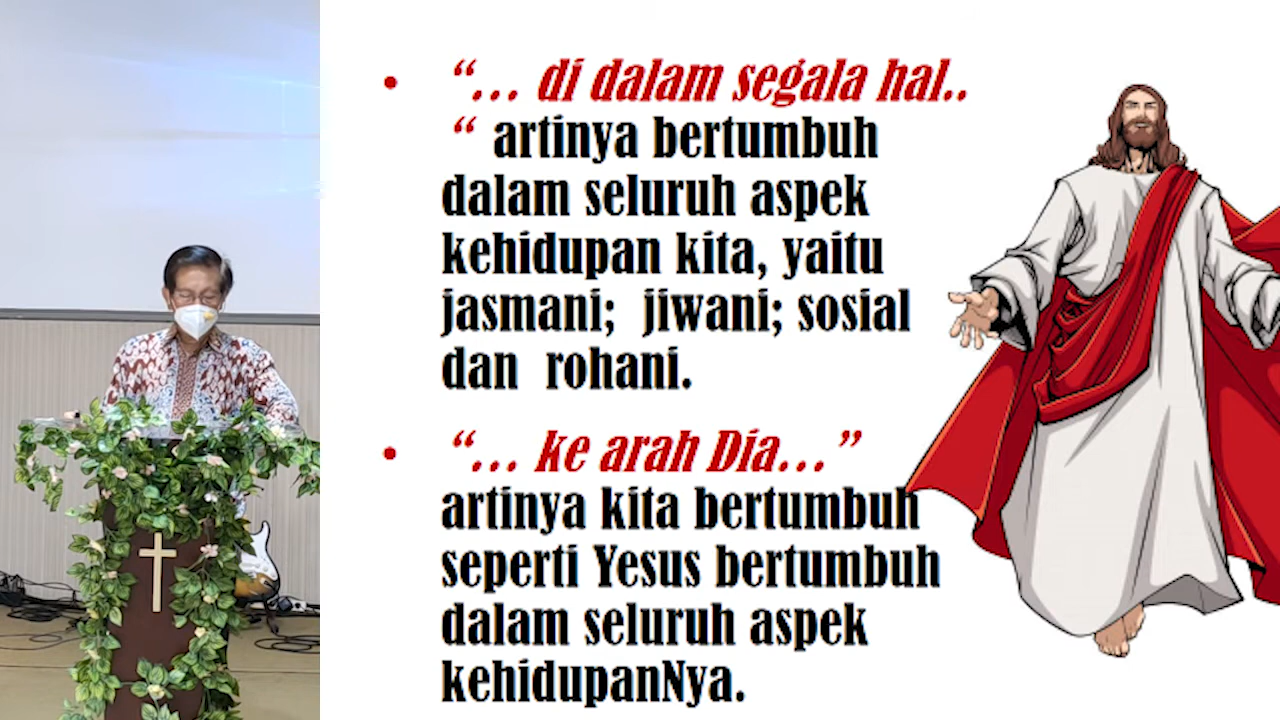 • “… di dalam segala hal..
“ artinya bertumbuh
dalam seluruh aspek
kehidupan kita, yaitu
jasmani;  jiwani; sosial
dan  rohani.
• “… ke arah Dia…”
artinya kita bertumbuh
seperti Yesus bertumbuh
dalam seluruh aspek
kehidupanNya.